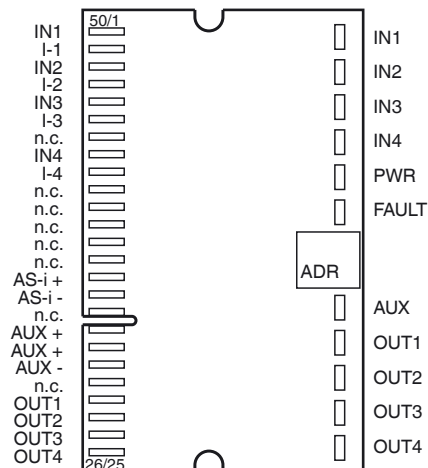 50/1
IN1
I-1
IN2
I-2
IN3
I-3
n.c.
IN4
I-4
n.c.
n.c.
n.c.
n.c.
n.c.
AS-i +
AS-i -
n.c.
AUX +
AUX +
AUX -
n.c.
OUT1
OUT2
OUT3
OUT4
26/25
IN1
IN2
IN3
IN4
PWR
FAULT
ADR
AUX
OUT1
OUT2
OUT3
OUT4